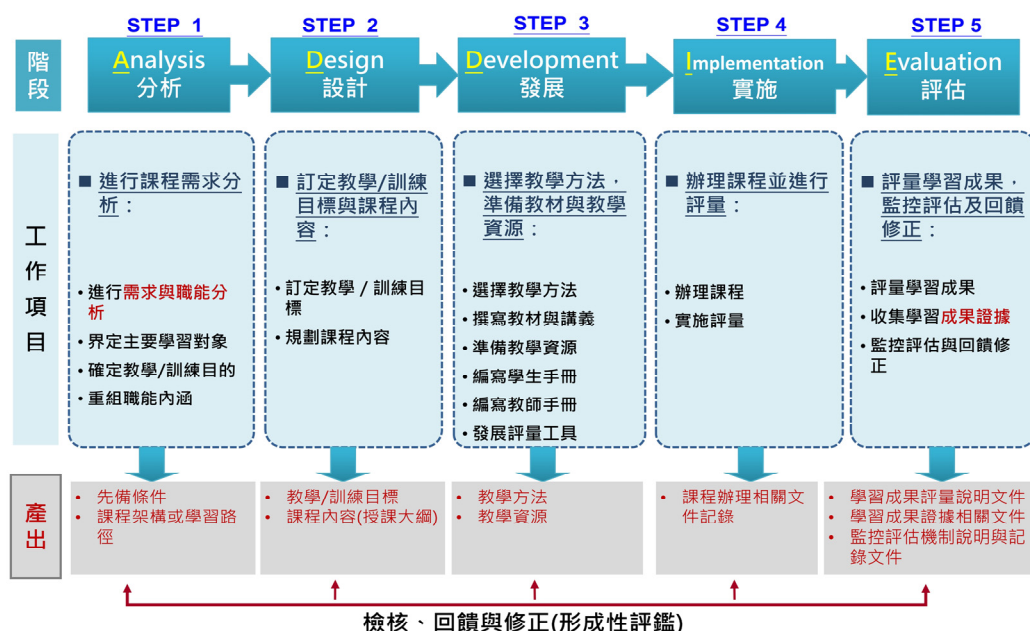 STEP 1
STEP 2
STEP 3
STEP 4
STEP 5
階段
Analysis
分析
Design
設計
Development
發展
Implementation
實施
Evaluation
評估
工作項目
■ 進行課程需求分
析：
• 進行需求與職能分
析
• 界定主要學習對象
• 確定教學/訓練目的
• 重組職能內涵
■ 訂定教學/訓練
目標與課程內
容：
• 訂定教學 / 訓練目
標
• 規劃課程內容
■ 選擇教學方法，
準備教材與教學
資源：
• 選擇教學方法
• 撰寫教材與講義
• 準備教學資源
• 編寫學生手冊
• 編寫教師手冊
• 發展評量工具
■ 辦理課程並進行
評量：
• 辦理課程
• 實施評量
■ 評量學習成果，
監控評估及回饋
修正：
• 評量學習成果
• 收集學習成果證據
• 監控評估與回饋修
正
產出
• 先備條件
• 課程架構或學習路
徑
• 教學/訓練目標
• 課程內容(授課大綱)
• 教學方法
• 教學資源
• 課程辦理相關文
件記錄
• 學習成果評量說明文件
• 學習成果證據相關文件
• 監控評估機制說明與記
錄文件
檢核、回饋與修正(形成性評鑑)